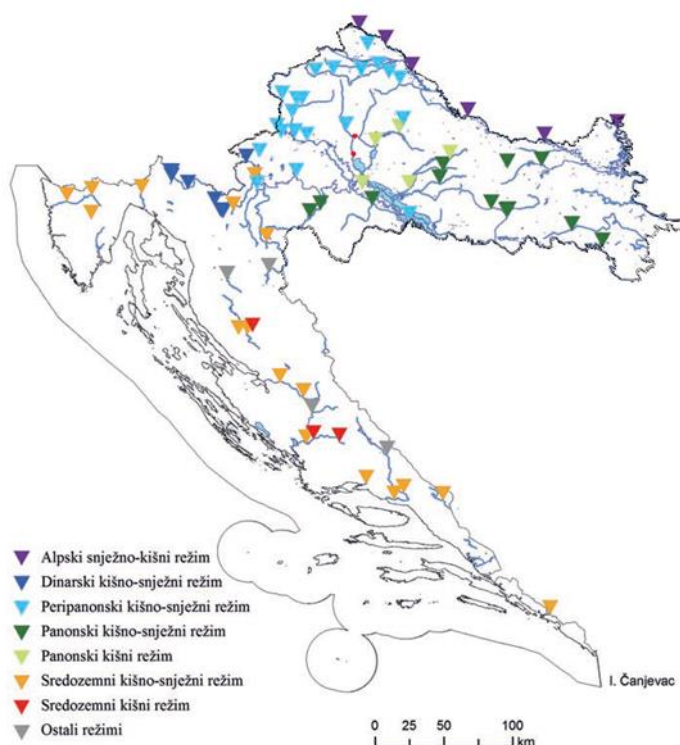 Alpski snježno-kišni režim
Dinarski kišno-snježni režim
Peripanonski kišno-snježni režim
Panonski kišno-snježni režim
Panonski kišni režim
Sredozemni kišno-snježni režim
Sredozemni kišni režim
Ostali režimi
I. Čanjevac
0 25 50 100
km